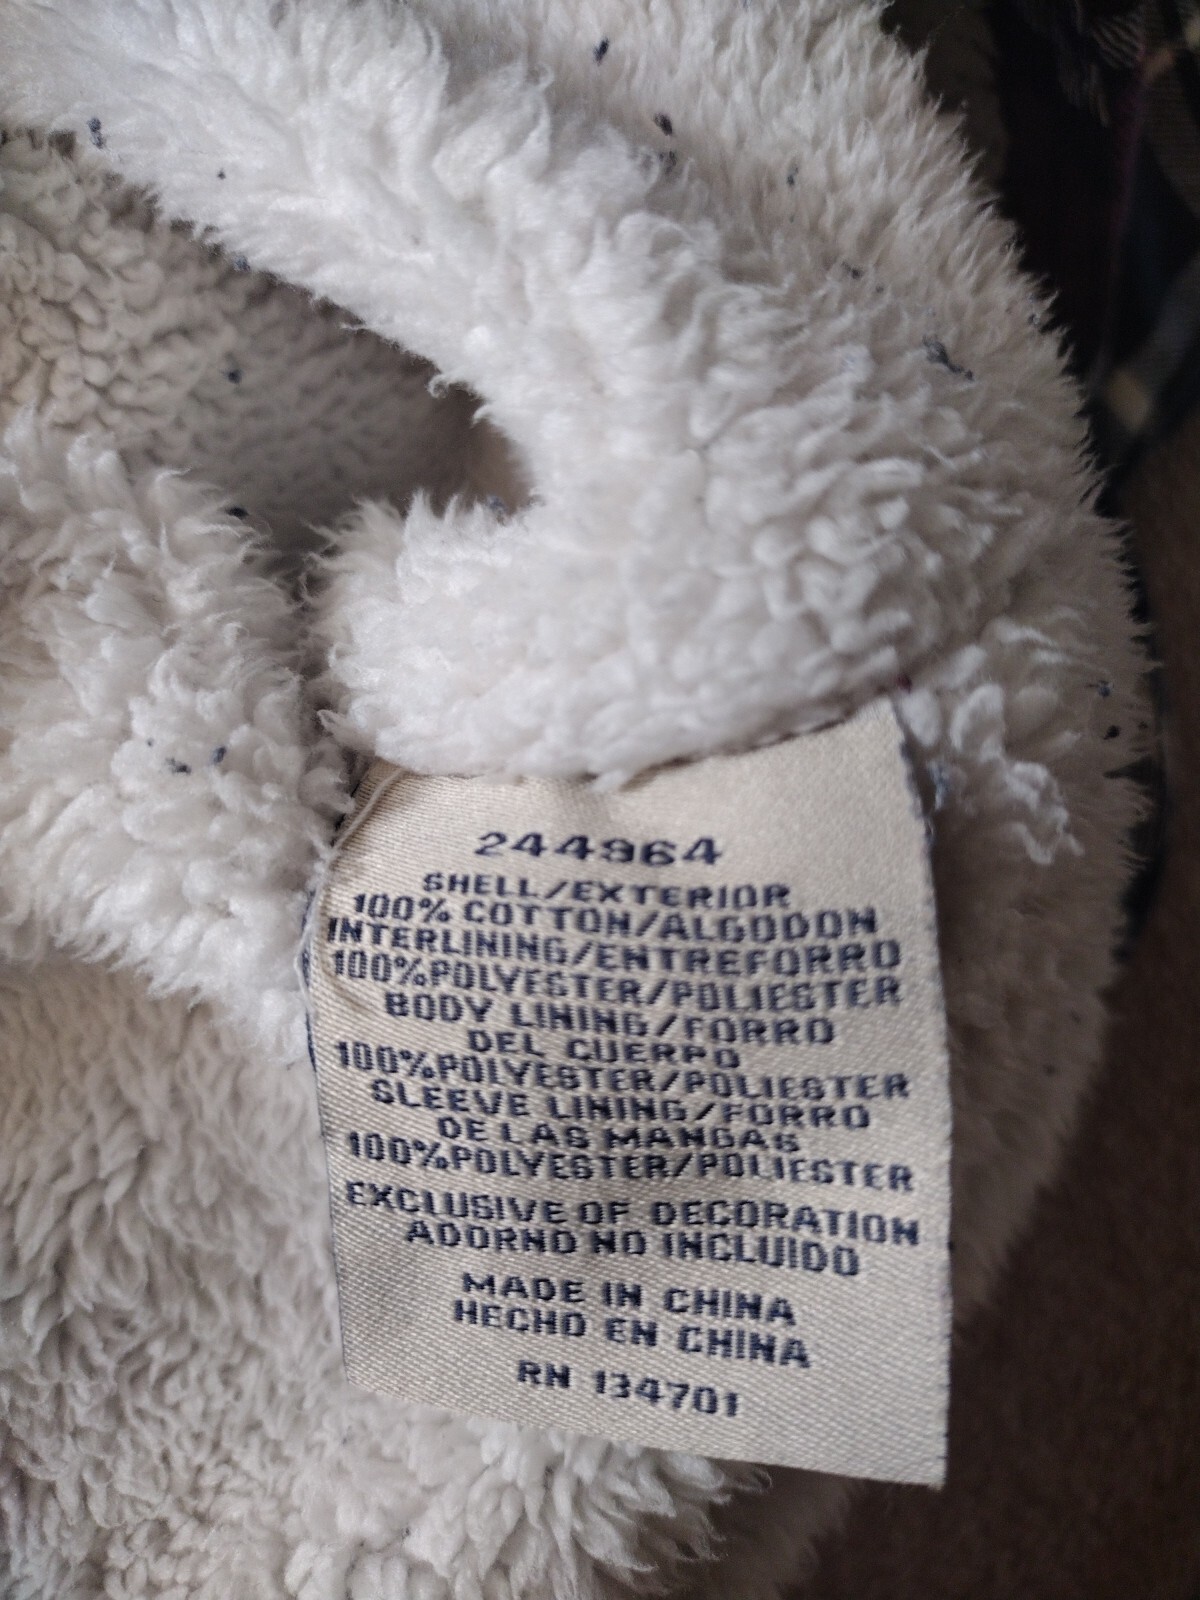 244964
SHELL/EXTERIOR
100% COTTON/ALGODON
INTERLINING/ENTREFORRO
100%POLYESTER/POLIESTER
BODY LINING/FORRO
DEL CUERPO
100%POLYESTER/POLIESTER
SLEEVE LINING/FORRO
DE LAS MANGAS
100%POLYESTER/POLIESTER
EXCLUSIVE OF DECORATION
ADORNO NO INCLUIDO
MADE IN CHINA
HECHO EN CHINA
RN 134701